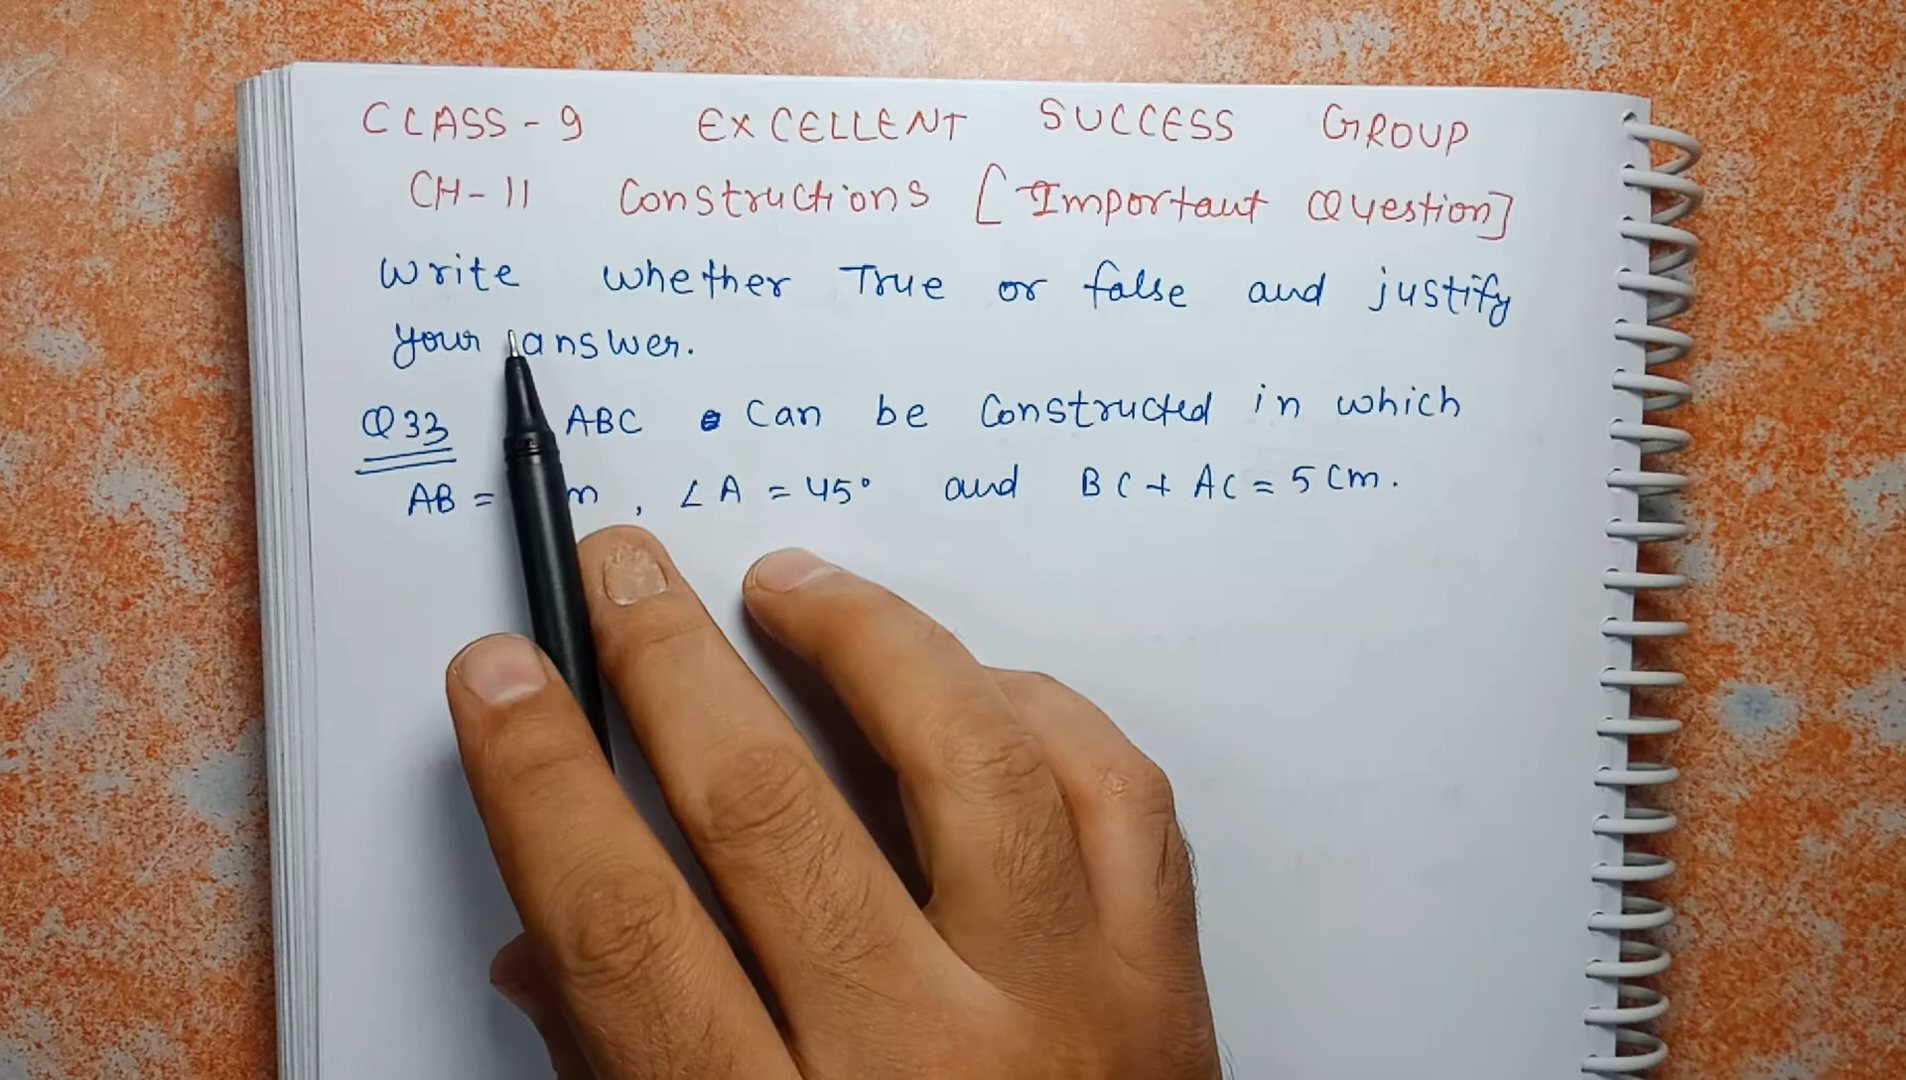 CLASS - 9 EXCELLENT SUCCESS GROUP
CH - 11 Constructions [Important Question]
Write whether True or false and justify
your answer.
Q33 ABC can be Constructed in which
AB = m , ∠A = 45° and BC + AC = 5 Cm.